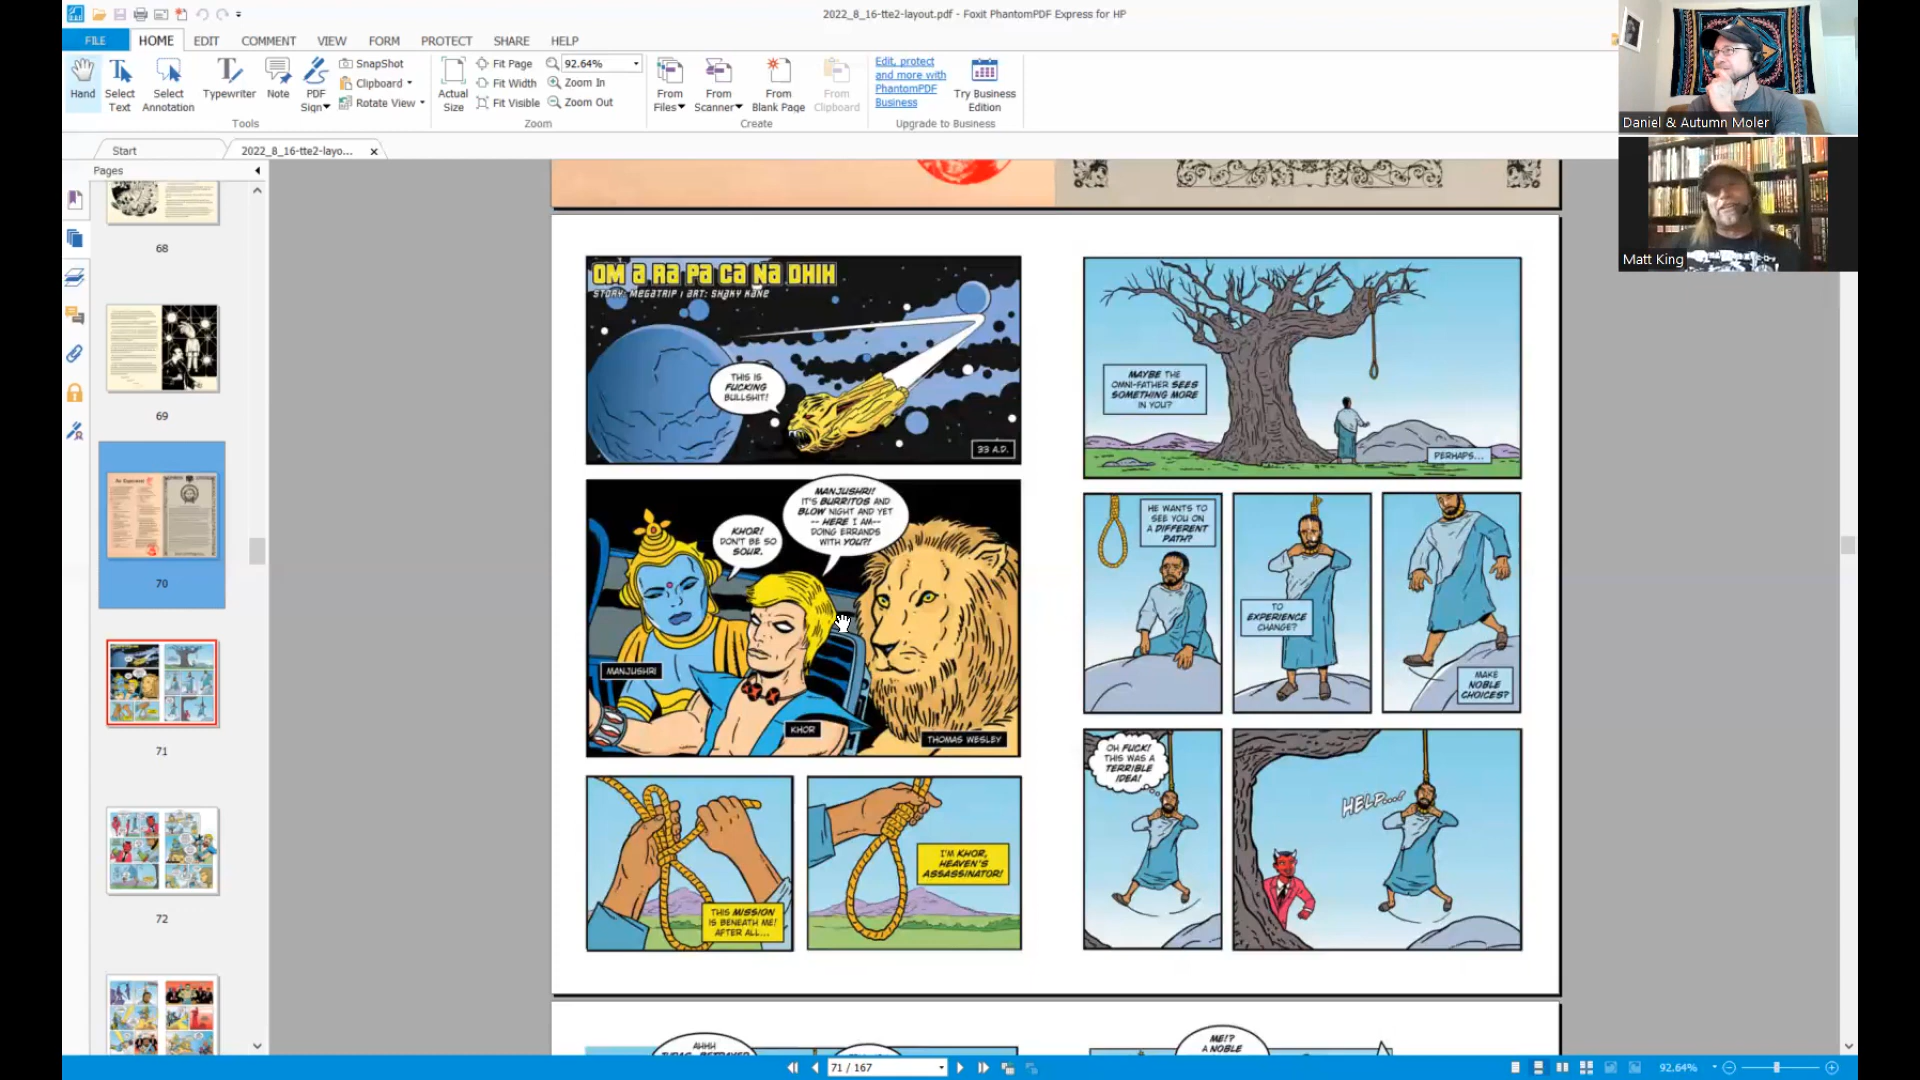 2022_8_16-tte2-layout.pdf - Foxit PhantomPDF Express for HP
FILE HOME EDIT COMMENT VIEW FORM PROTECT SHARE HELP
Hand
Select
Text
Select
Annotation
Typewriter
Note
PDF
Sign
SnapShot
Clipboard
Rotate View
Tools
Actual
Size
Fit Page
Fit Width
Fit Visible
92.64%
Zoom In
Zoom Out
Zoom
From
Files
From
Scanner
From
Blank Page
From
Clipboard
Create
Edit, protect
and more with
PhantomPDF
Business
Try Business
Edition
Upgrade to Business
Daniel & Autumn Moler
Matt King
Start
2022_8_16-tte2-layo...
Pages
68
69
An Experiment
70
71
72
OM a Ra Pa Ca Na DHIH
STORY: MEGATRIP | ART: SHAKY KANE
THIS IS
FUCKING
BULLSHIT!
33 A.D.
MANJUSHRI!
IT'S BURRITOS AND
BLOW NIGHT AND YET
-- HERE I AM--
DOING ERRANDS
WITH YOU?!
KHOR!
DON'T BE SO
SOUR.
MANJUSHRI
KHOR
THOMAS WESLEY
THIS MISSION
IS BENEATH ME!
AFTER ALL...
I'M KHOR,
HEAVEN'S
ASSASSINATOR!
MAYBE THE
OMNI-FATHER SEES
SOMETHING MORE
IN YOU?
PERHAPS...
HE WANTS TO
SEE YOU ON
A DIFFERENT
PATH?
TO
EXPERIENCE
CHANGE?
MAKE
NOBLE
CHOICES?
OH FUCK!
THIS WAS A
TERRIBLE
IDEA!
HELP...!
AHHH
ME!?
A NOBLE
71 / 167
92.64%